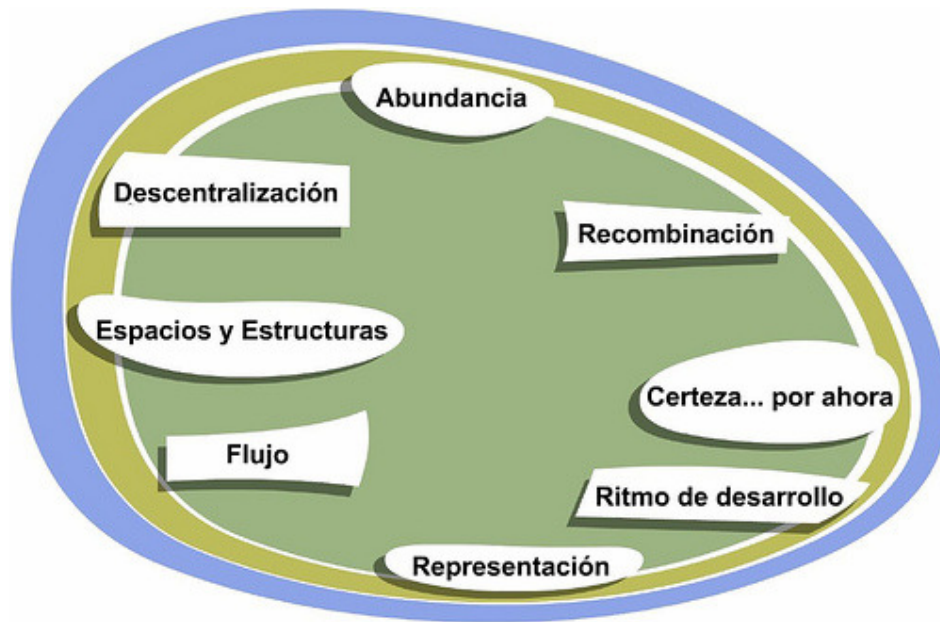 Abundancia
Descentralización
Recombinación
Espacios y Estructuras
Certeza... por ahora
Flujo
Ritmo de desarrollo
Representación